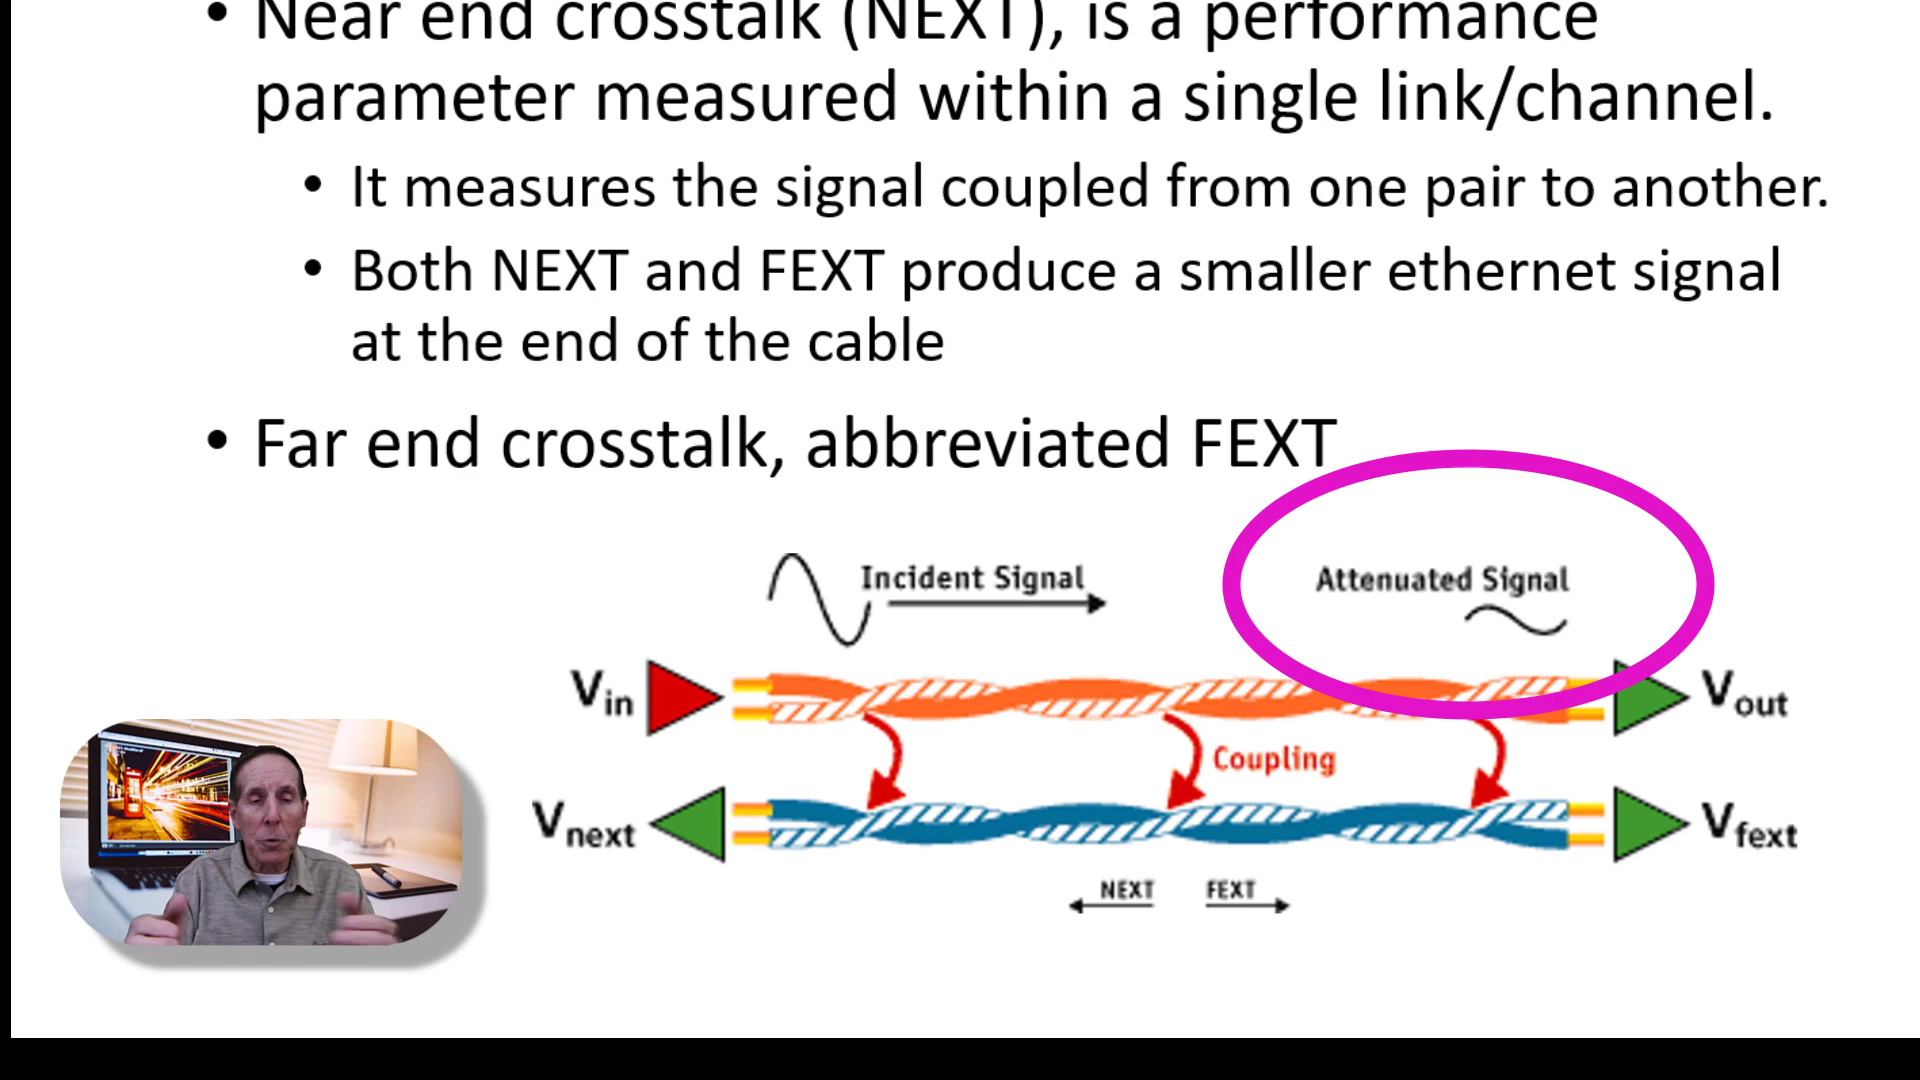 • Near end crosstalk (NEXT), is a performance
parameter measured within a single link/channel.
• It measures the signal coupled from one pair to another.
• Both NEXT and FEXT produce a smaller ethernet signal
at the end of the cable
• Far end crosstalk, abbreviated FEXT
Incident Signal
Attenuated Signal
Vin
Vout
Coupling
Vnext
Vfext
NEXT FEXT